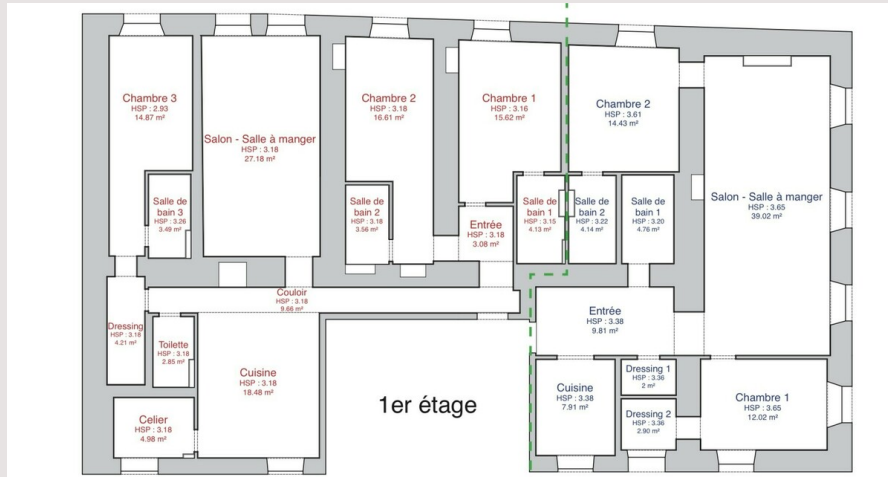 Chambre 3
HSP : 2.93
14.87 m²
Salon - Salle à manger
HSP : 3.18
27.18 m²
Chambre 2
HSP : 3.18
16.61 m²
Chambre 1
HSP : 3.16
15.62 m²
Chambre 2
HSP : 3.61
14.43 m²
Salon - Salle à manger
HSP : 3.65
39.02 m²
Salle de
bain 3
HSP : 3.26
3.49 m²
Salle de
bain 2
HSP : 3.18
3.56 m²
Entrée
HSP : 3.18
3.08 m²
Salle de
bain 1
HSP : 3.15
4.13 m²
Salle de
bain 2
HSP : 3.22
4.14 m²
Salle de
bain 1
HSP : 3.20
4.76 m²
Couloir
HSP : 3.18
9.66 m²
Entrée
HSP : 3.38
9.81 m²
Dressing
HSP : 3.18
4.21 m²
Toilette
HSP : 3.18
2.85 m²
Cuisine
HSP : 3.18
18.48 m²
1er étage
Cuisine
HSP : 3.38
7.91 m²
Dressing 1
HSP : 3.36
2 m²
Dressing 2
HSP : 3.36
2.90 m²
Chambre 1
HSP : 3.65
12.02 m²
Celier
HSP : 3.18
4.98 m²